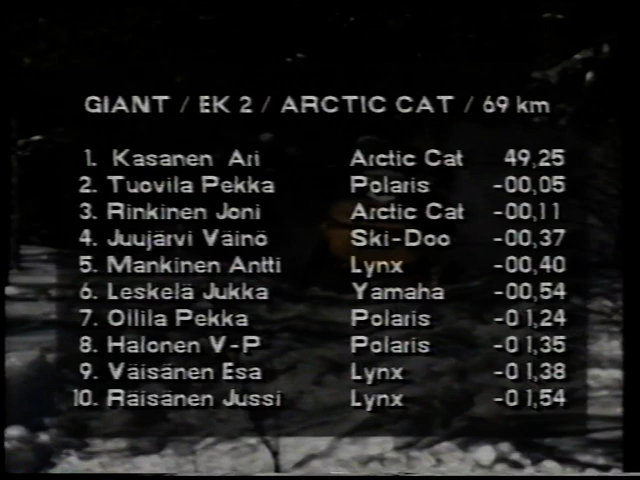 GIANT / EK 2 / ARCTIC CAT / 69 km
1. Kasanen Ari Arctic Cat 49,25
2. Tuovila Pekka Polaris -00,05
3. Rinkinen Joni Arctic Cat -00,11
4. Juujärvi Väinö Ski-Doo -00,37
5. Mankinen Antti Lynx -00,40
6. Leskelä Jukka Yamaha -00,54
7. Ollila Pekka Polaris -01,24
8. Halonen V-P Polaris -01,35
9. Väisänen Esa Lynx -01,38
10. Räisänen Jussi Lynx -01,54